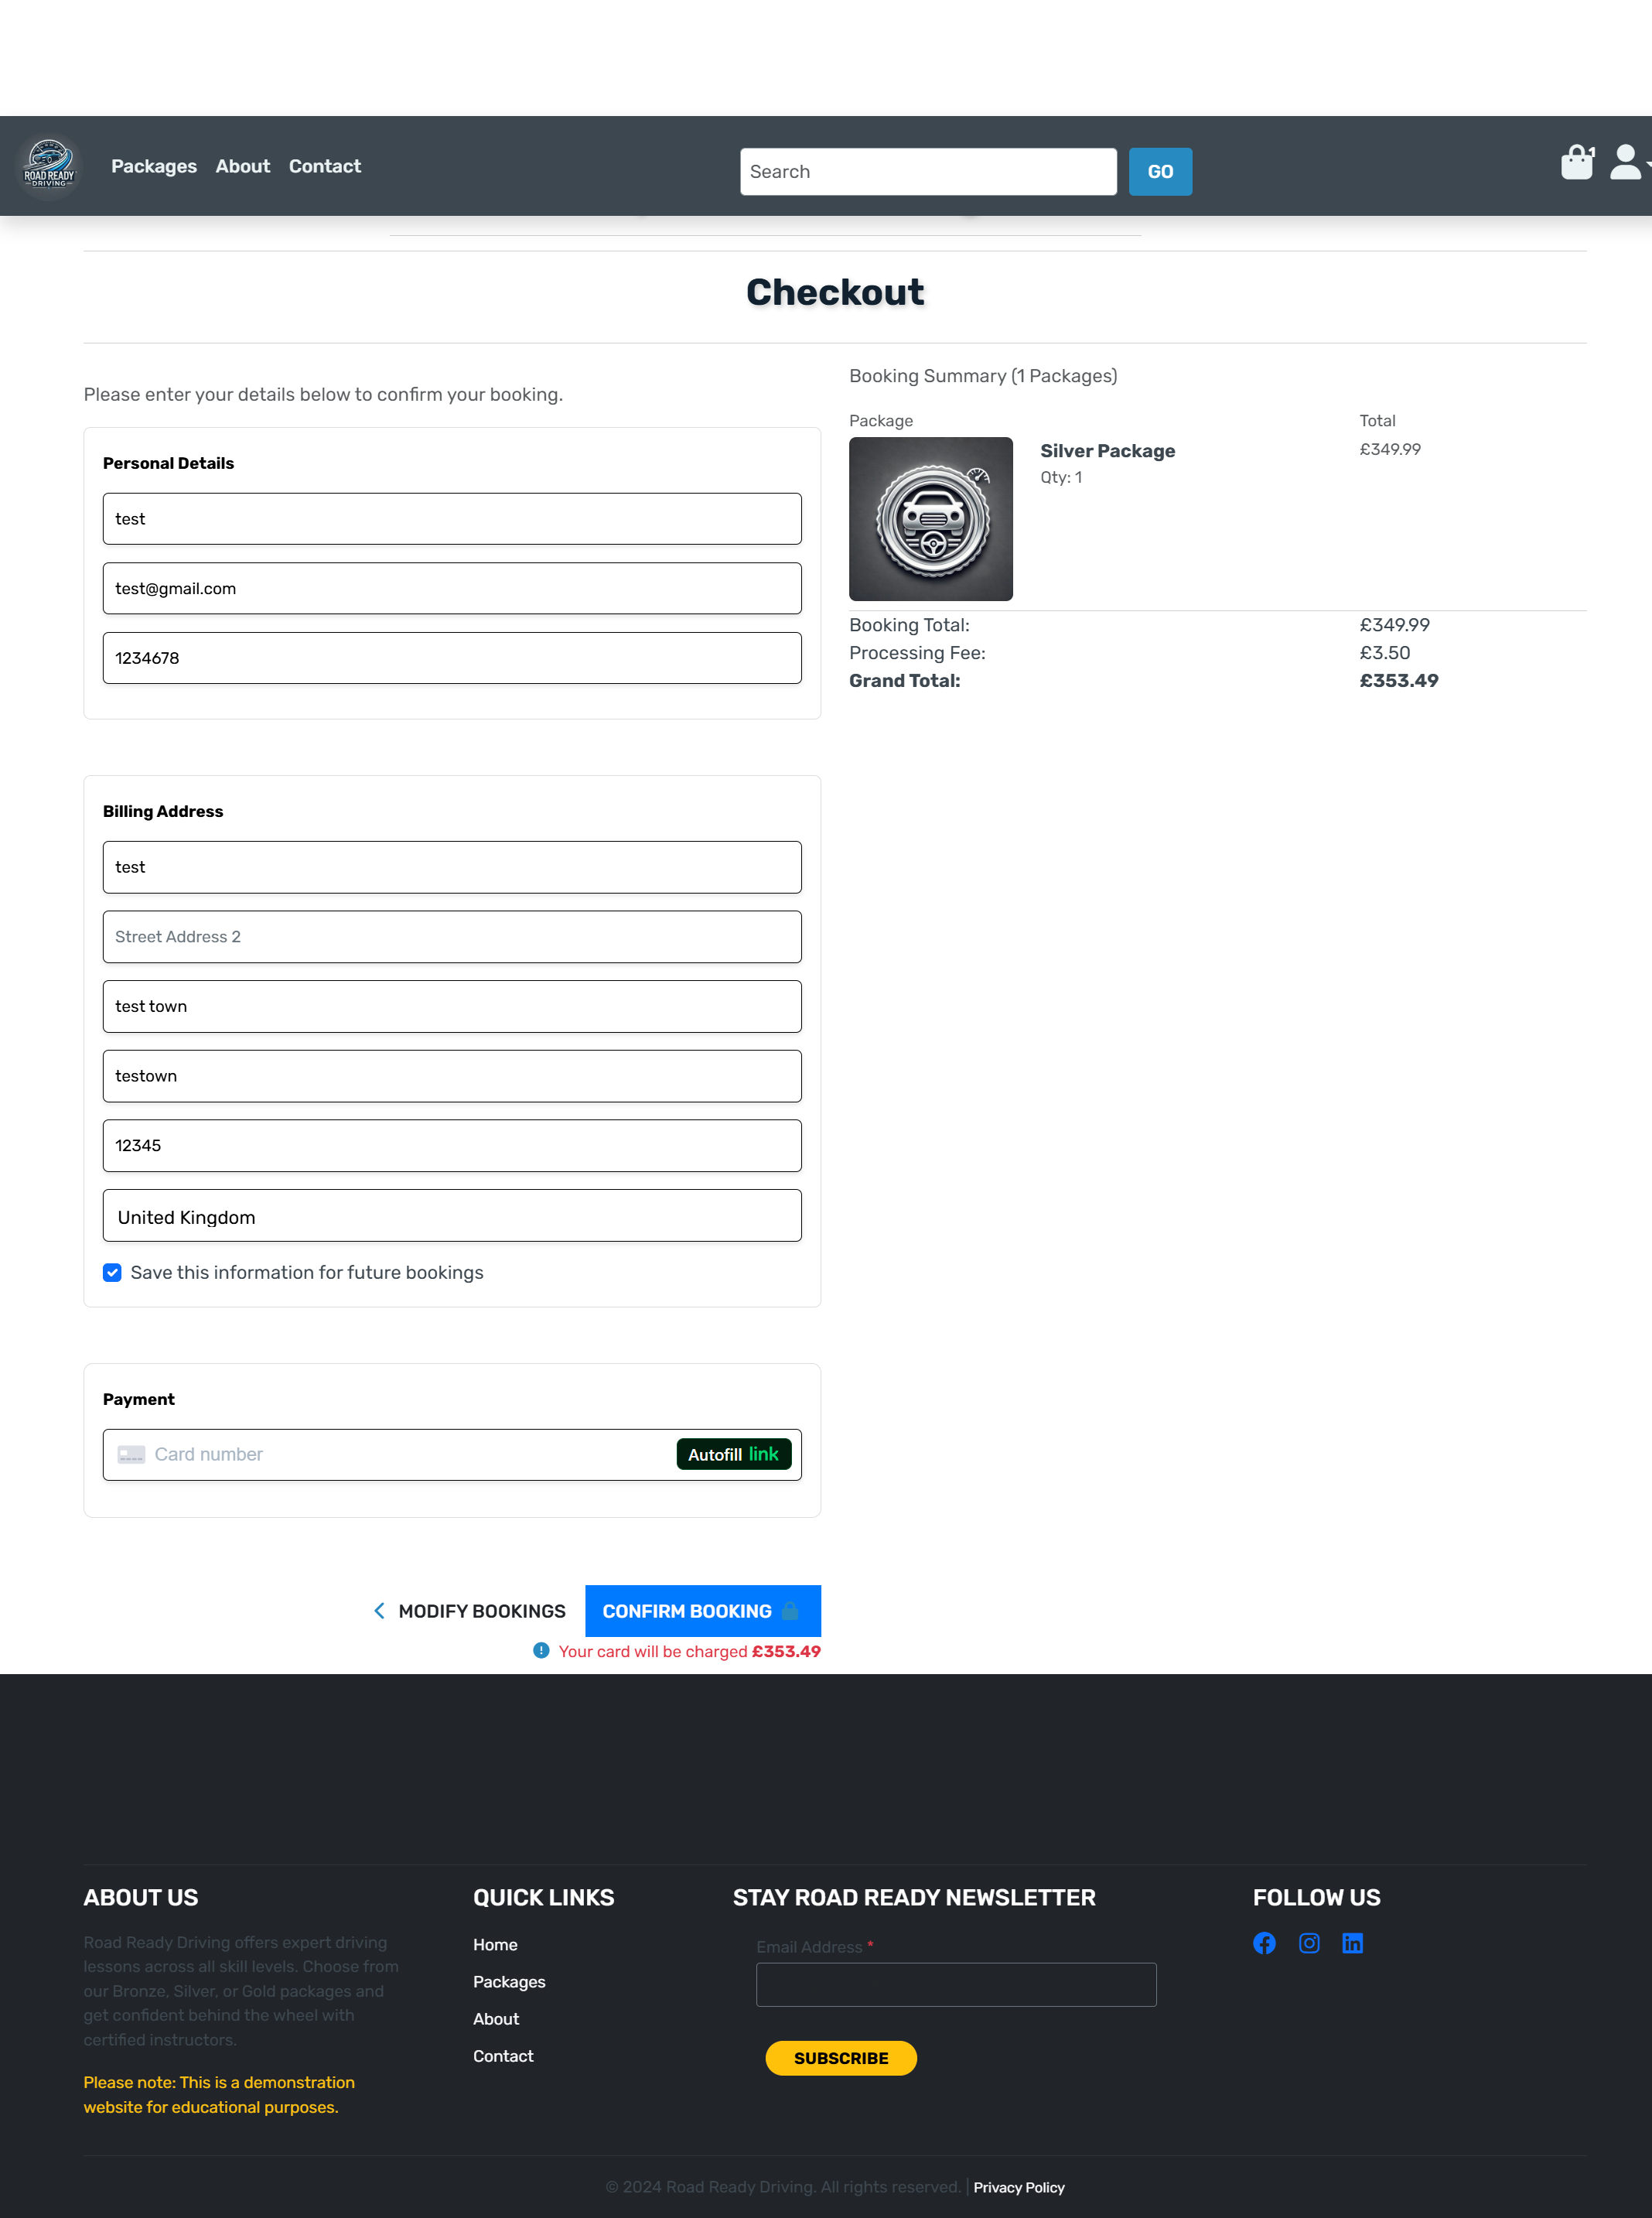 ROAD READY
DRIVING
Packages About Contact
Search
GO
1
Checkout
Please enter your details below to confirm your booking.
Personal Details
test
test@gmail.com
1234678
Billing Address
test
Street Address 2
test town
testown
12345
United Kingdom
Save this information for future bookings
Payment
Card number
Autofill link
MODIFY BOOKINGS
CONFIRM BOOKING
Your card will be charged £353.49
Booking Summary (1 Packages)
Package Total
Silver Package £349.99
Qty: 1
Booking Total: £349.99
Processing Fee: £3.50
Grand Total: £353.49
ABOUT US
Road Ready Driving offers expert driving
lessons across all skill levels. Choose from
our Bronze, Silver, or Gold packages and
get confident behind the wheel with
certified instructors.
Please note: This is a demonstration
website for educational purposes.
QUICK LINKS
Home
Packages
About
Contact
STAY ROAD READY NEWSLETTER
Email Address *
SUBSCRIBE
FOLLOW US
© 2024 Road Ready Driving. All rights reserved. | Privacy Policy